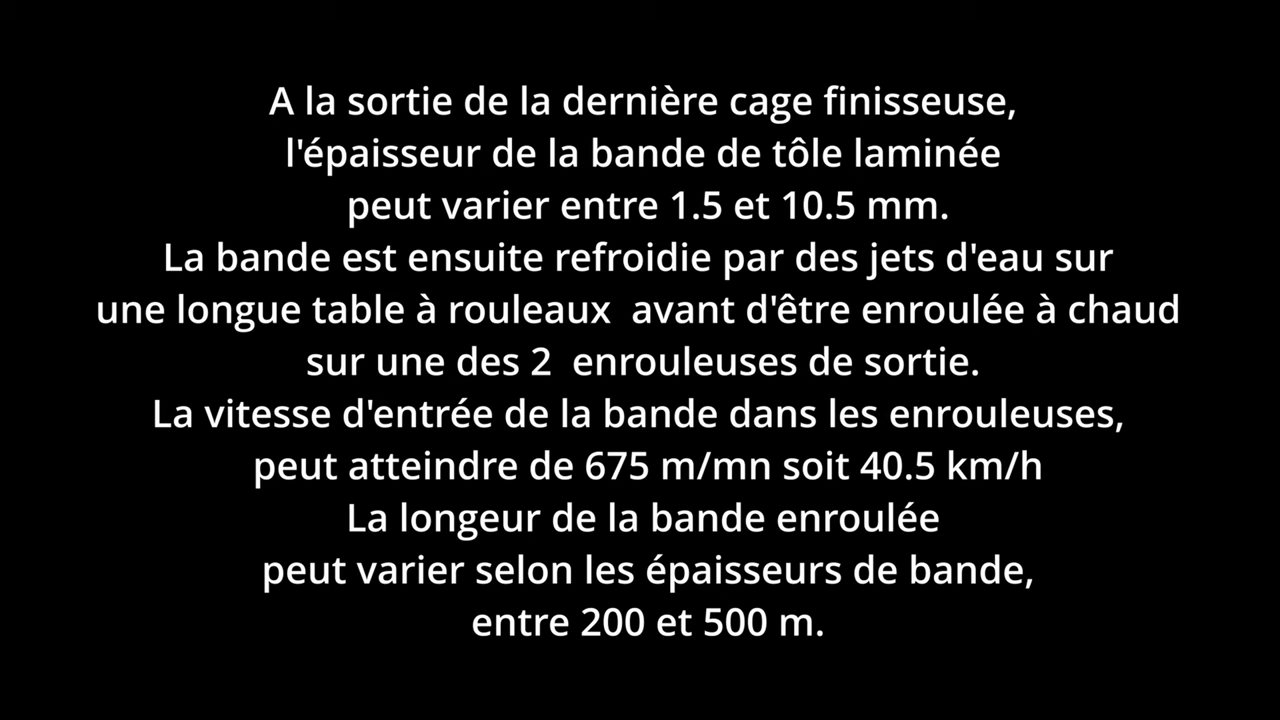 A la sortie de la dernière cage finisseuse,
l'épaisseur de la bande de tôle laminée
peut varier entre 1.5 et 10.5 mm.
La bande est ensuite refroidie par des jets d'eau sur
une longue table à rouleaux  avant d'être enroulée à chaud
sur une des 2  enrouleuses de sortie.
La vitesse d'entrée de la bande dans les enrouleuses,
peut atteindre de 675 m/mn soit 40.5 km/h
La longeur de la bande enroulée
peut varier selon les épaisseurs de bande,
entre 200 et 500 m.